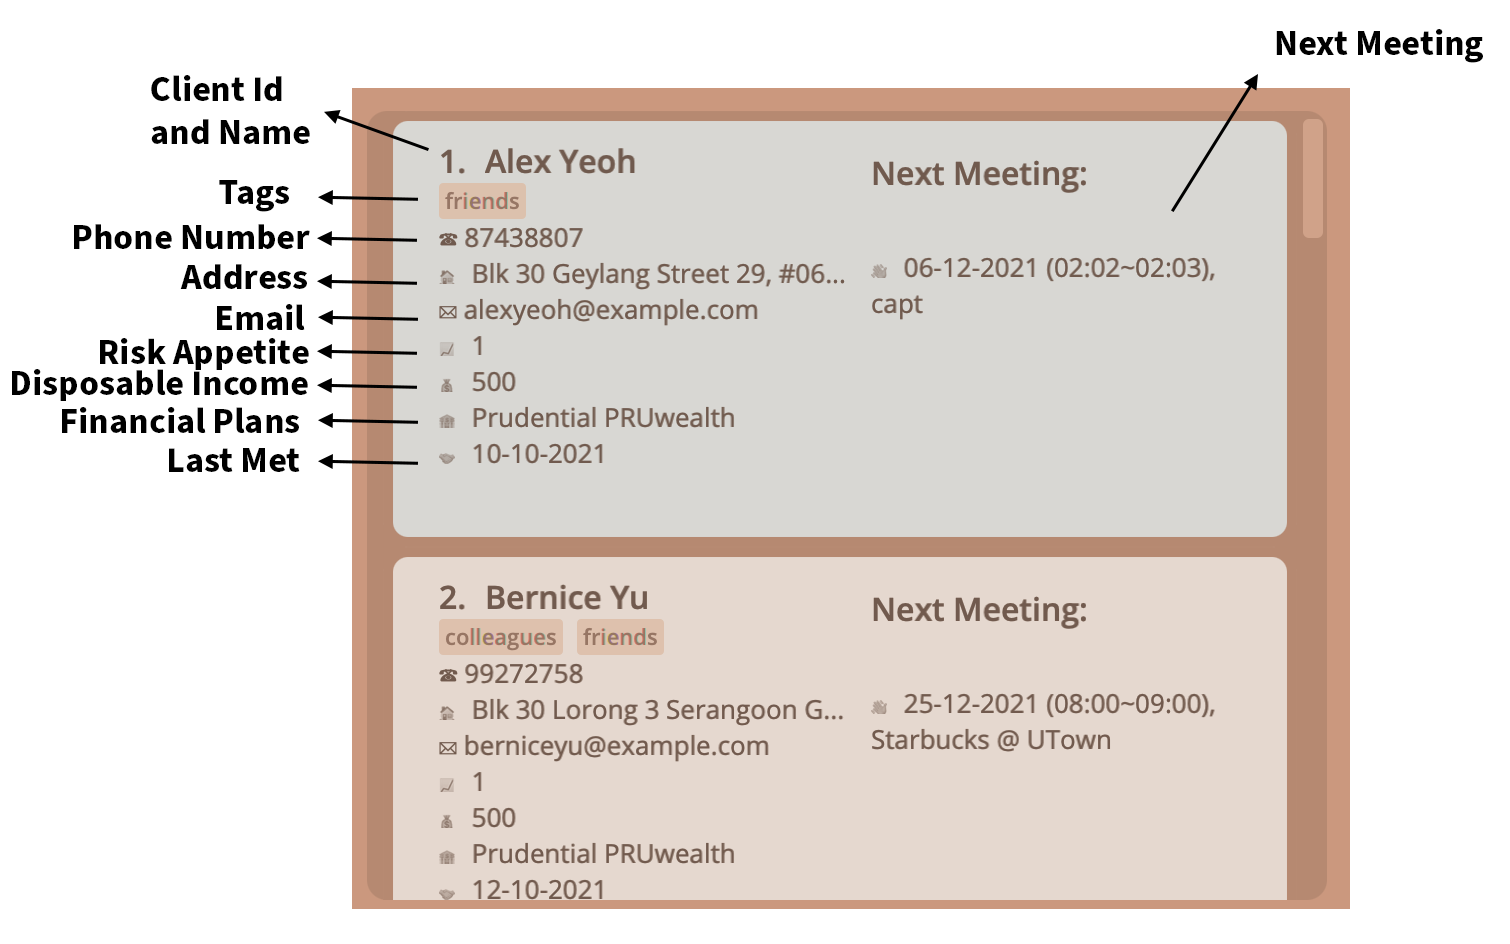 Next Meeting
Client Id
and Name
Tags
Phone Number
Address
Email
Risk Appetite
Disposable Income
Financial Plans
Last Met
1. Alex Yeoh
friends
87438807
Blk 30 Geylang Street 29, #06...
alexyeoh@example.com
1
500
Prudential PRUwealth
10-10-2021
Next Meeting:
06-12-2021 (02:02~02:03),
capt
2. Bernice Yu
colleagues friends
99272758
Blk 30 Lorong 3 Serangoon G...
berniceyu@example.com
1
500
Prudential PRUwealth
12-10-2021
Next Meeting:
25-12-2021 (08:00~09:00),
Starbucks @ UTown